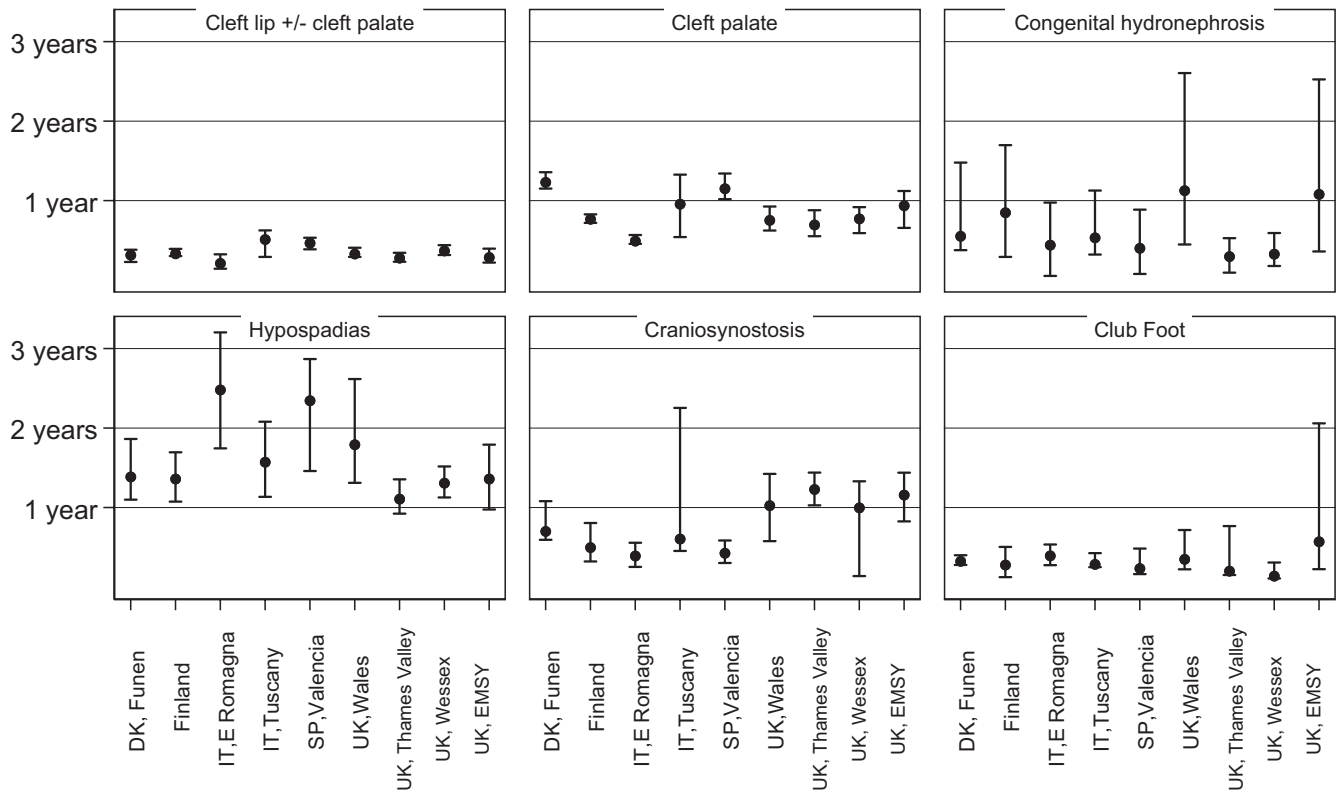 Cleft lip +/- cleft palate
Cleft palate
Congenital hydronephrosis
3 years
2 years
1 year
Hypospadias
Craniosynostosis
Club Foot
3 years
2 years
1 year
DK, Funen
Finland
IT,E Romagna
IT,Tuscany
SP,Valencia
UK,Wales
UK, Thames Valley
UK, Wessex
UK, EMSY
DK, Funen
Finland
IT,E Romagna
IT,Tuscany
SP,Valencia
UK,Wales
UK, Thames Valley
UK, Wessex
UK, EMSY
DK, Funen
Finland
IT,E Romagna
IT,Tuscany
SP,Valencia
UK,Wales
UK, Thames Valley
UK, Wessex
UK, EMSY